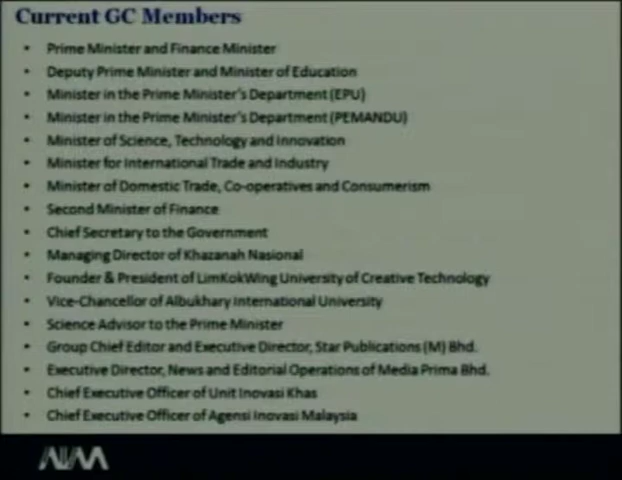 Current GC Members
• Prime Minister and Finance Minister
• Deputy Prime Minister and Minister of Education
• Minister in the Prime Minister's Department (EPU)
• Minister in the Prime Minister's Department (PEMANDU)
• Minister of Science, Technology and Innovation
• Minister for International Trade and Industry
• Minister of Domestic Trade, Co-operatives and Consumerism
• Second Minister of Finance
• Chief Secretary to the Government
• Managing Director of Khazanah Nasional
• Founder & President of LimKokWing University of Creative Technology
• Vice-Chancellor of Albukhary International University
• Science Advisor to the Prime Minister
• Group Chief Editor and Executive Director, Star Publications (M) Bhd.
• Executive Director, News and Editorial Operations of Media Prima Bhd.
• Chief Executive Officer of Unit Inovasi Khas
• Chief Executive Officer of Agensi Inovasi Malaysia
AIM